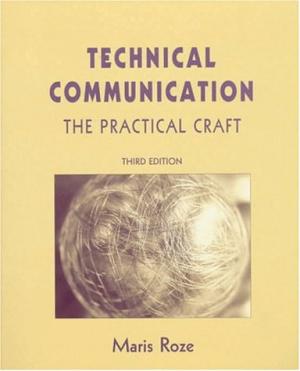 TECHNICAL
COMMUNICATION
THE PRACTICAL CRAFT
THIRD EDITION
Maris Roze